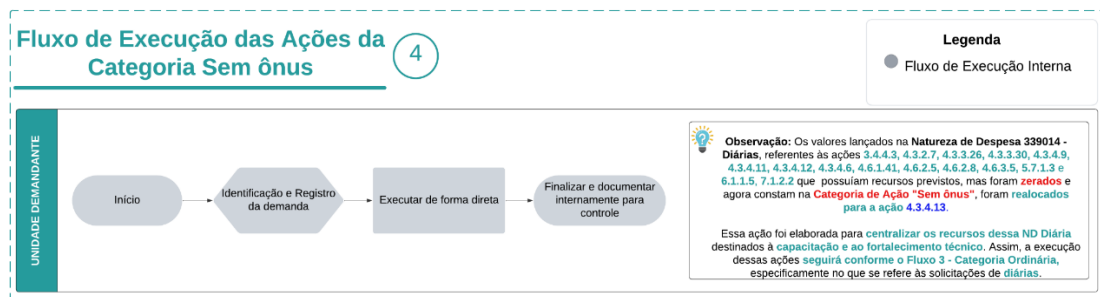 Fluxo de Execução das Ações da
Categoria Sem ônus
4
Legenda
Fluxo de Execução Interna
UNIDADE DEMANDANTE
Início
Identificação e Registro
da demanda
Executar de forma direta
Finalizar e documentar
internamente para
controle
Observação: Os valores lançados na Natureza de Despesa 339014 -
Diárias, referentes às ações 3.4.4.3, 4.3.2.7, 4.3.3.26, 4.3.3.30, 4.3.4.9,
4.3.4.11, 4.3.4.12, 4.3.4.6, 4.6.1.41, 4.6.2.5, 4.6.2.8, 4.6.3.5, 5.7.1.3 e
6.1.1.5, 7.1.2.2 que possuíam recursos previstos, mas foram zerados e
agora constam na Categoria de Ação "Sem ônus", foram realocados
para a ação 4.3.4.13.
Essa ação foi elaborada para centralizar os recursos dessa ND Diária
destinados à capacitação e ao fortalecimento técnico. Assim, a execução
dessas ações seguirá conforme o Fluxo 3 - Categoria Ordinária,
especificamente no que se refere às solicitações de diárias.